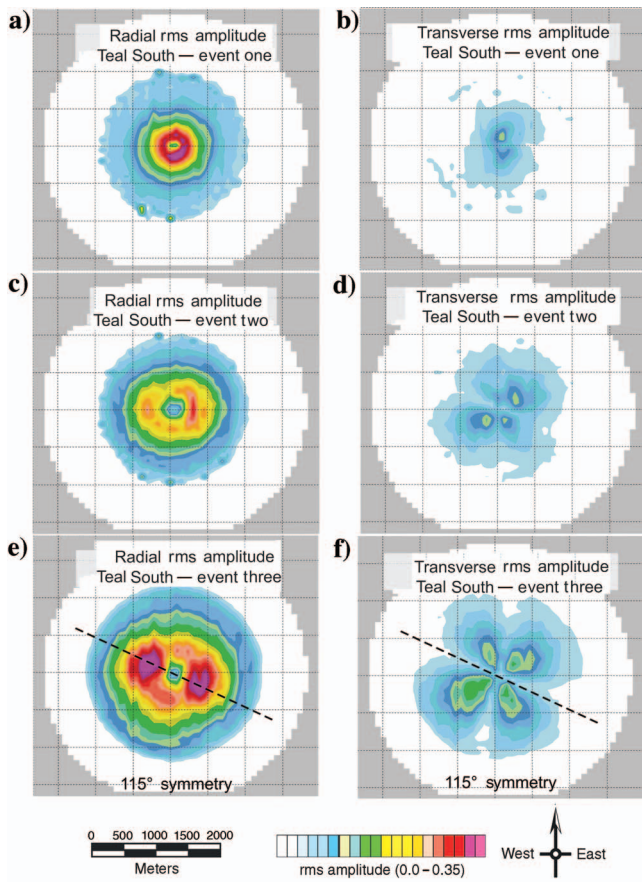 a)
Radial rms amplitude
Teal South — event one
b)
Transverse rms amplitude
Teal South — event one
c)
Radial rms amplitude
Teal South — event two
d)
Transverse rms amplitude
Teal South — event two
e)
Radial rms amplitude
Teal South — event three
115° symmetry
f)
Transverse rms amplitude
Teal South — event three
115° symmetry
0 500 1000 1500 2000
Meters
rms amplitude (0.0 – 0.35)
West East